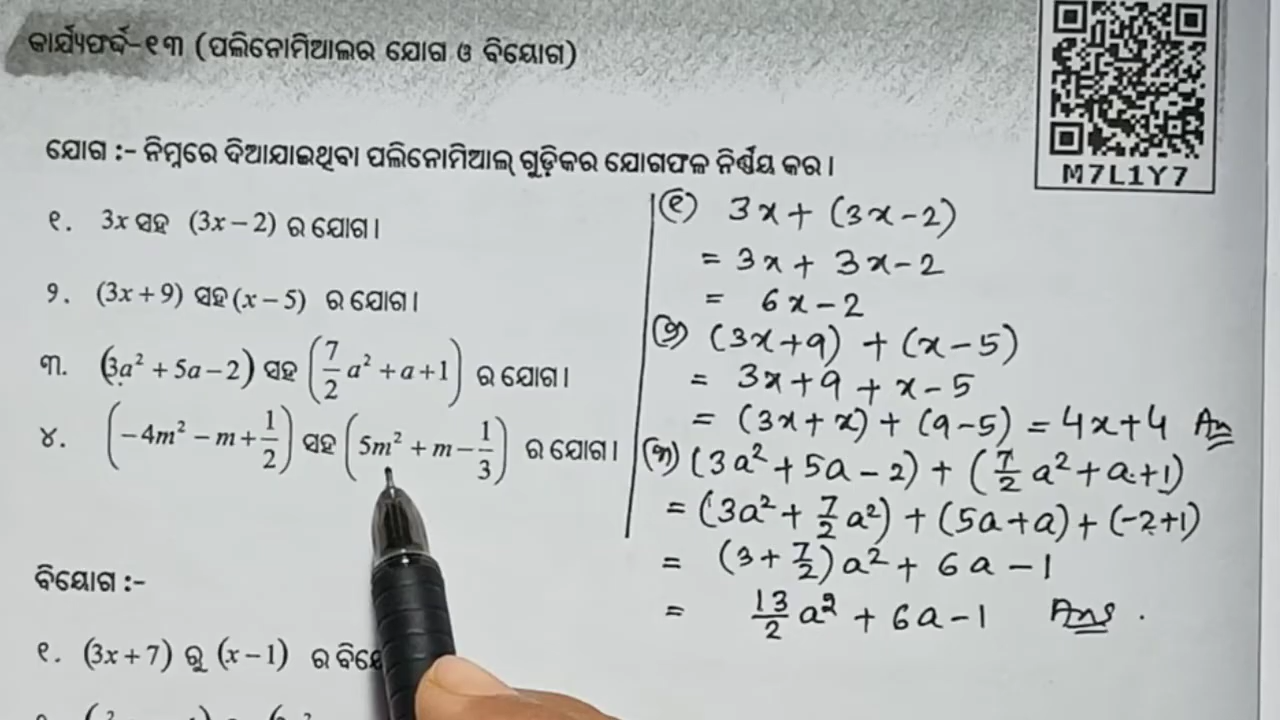 କାର୍ଯ୍ୟଫର୍ଦ୍ଦ-୧୩ (ପଲିନୋମିଆଲର ଯୋଗ ଓ ବିୟୋଗ)
M7L1Y7
ଯୋଗ :- ନିମ୍ନରେ ଦିଆଯାଇଥିବା ପଲିନୋମିଆଲ୍ ଗୁଡ଼ିକର ଯୋଗଫଳ ନିର୍ଣ୍ଣୟ କର ।
୧. 3x ସହ (3x – 2) ର ଯୋଗ ।
୨. (3x + 9) ସହ (x – 5) ର ଯୋଗ ।
୩. (3a² + 5a – 2) ସହ (7/2 a² + a + 1) ର ଯୋଗ ।
୪. (–4m² – m + 1/2) ସହ (5m² + m – 1/3) ର ଯୋଗ ।
ବିୟୋଗ :-
୧. (3x + 7) ରୁ (x – 1) ର
(୧) 3x + (3x – 2)
= 3x + 3x – 2
= 6x – 2
(୨) (3x+9) + (x – 5)
= 3x + 9 + x – 5
= (3x + x) + (9 – 5) = 4x + 4 An
(୩) (3a² + 5a – 2) + (7/2 a² + a + 1)
= (3a² + 7/2 a²) + (5a + a) + (-2+1)
= (3 + 7/2) a² + 6a – 1
= 13/2 a² + 6a – 1 Ans.